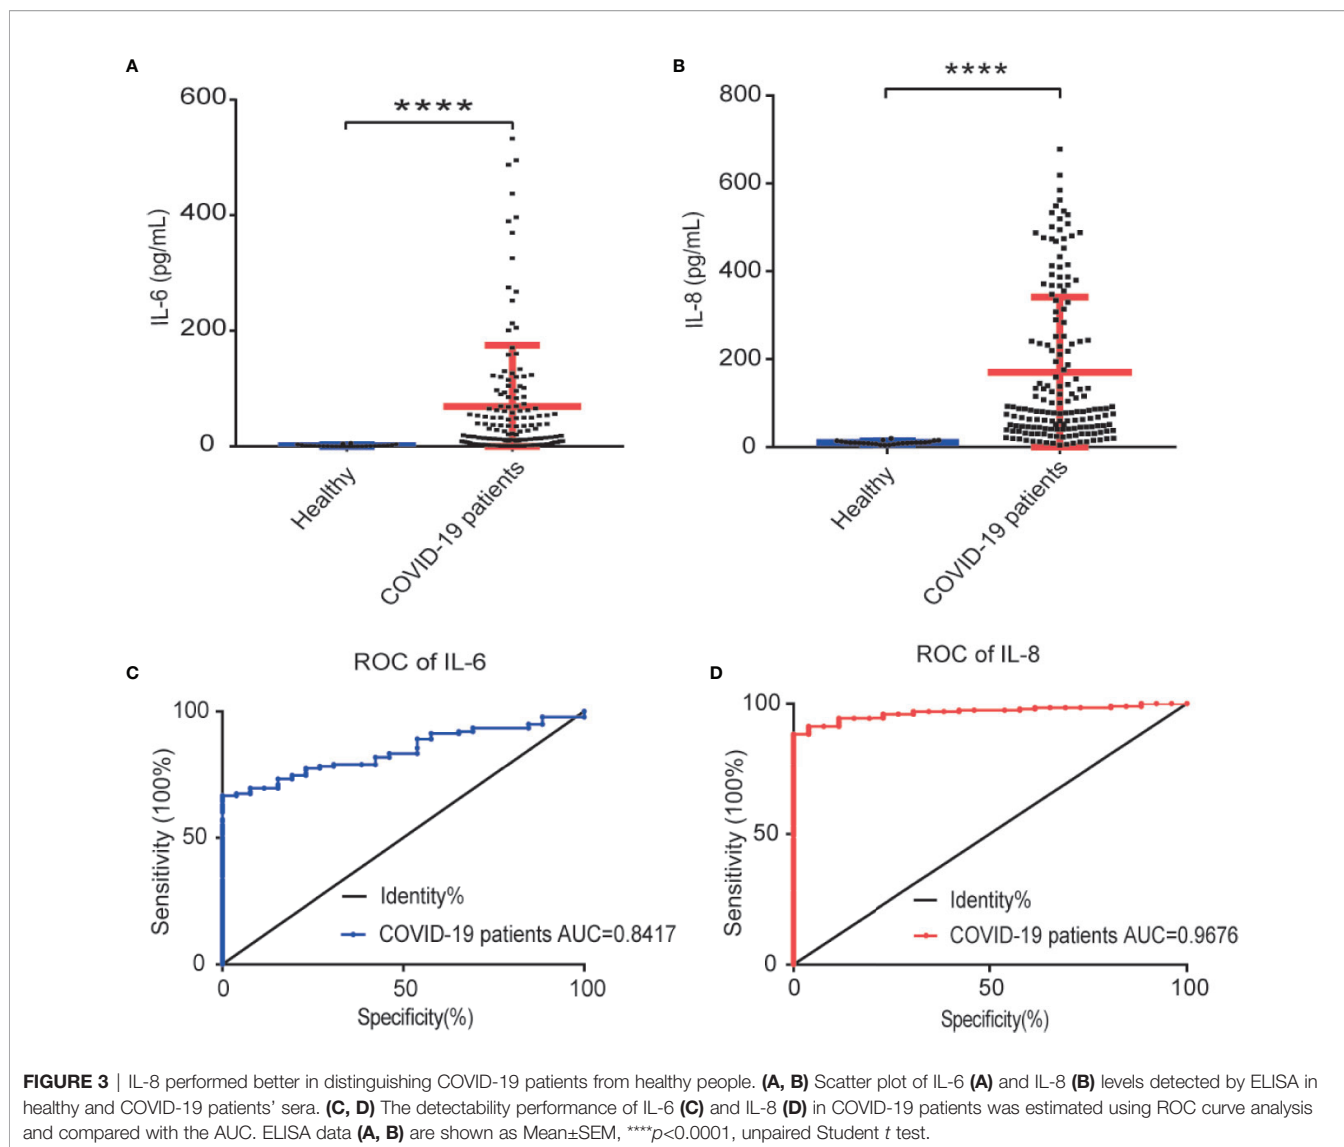 A
B
****
****
600
400
200
0
IL-6 (pg/mL)
Healthy
COVID-19 patients
800
600
400
200
0
IL-8 (pg/mL)
Healthy
COVID-19 patients
C
ROC of IL-6
100
50
0
Sensitivity (100%)
Identity%
COVID-19 patients AUC=0.8417
0
50
100
Specificity(%)
D
ROC of IL-8
100
50
0
Sensitivity (100%)
Identity%
COVID-19 patients AUC=0.9676
0
50
100
Specificity(%)
FIGURE 3 | IL-8 performed better in distinguishing COVID-19 patients from healthy people. (A, B) Scatter plot of IL-6 (A) and IL-8 (B) levels detected by ELISA in
healthy and COVID-19 patients' sera. (C, D) The detectability performance of IL-6 (C) and IL-8 (D) in COVID-19 patients was estimated using ROC curve analysis
and compared with the AUC. ELISA data (A, B) are shown as Mean±SEM, ****p<0.0001, unpaired Student t test.